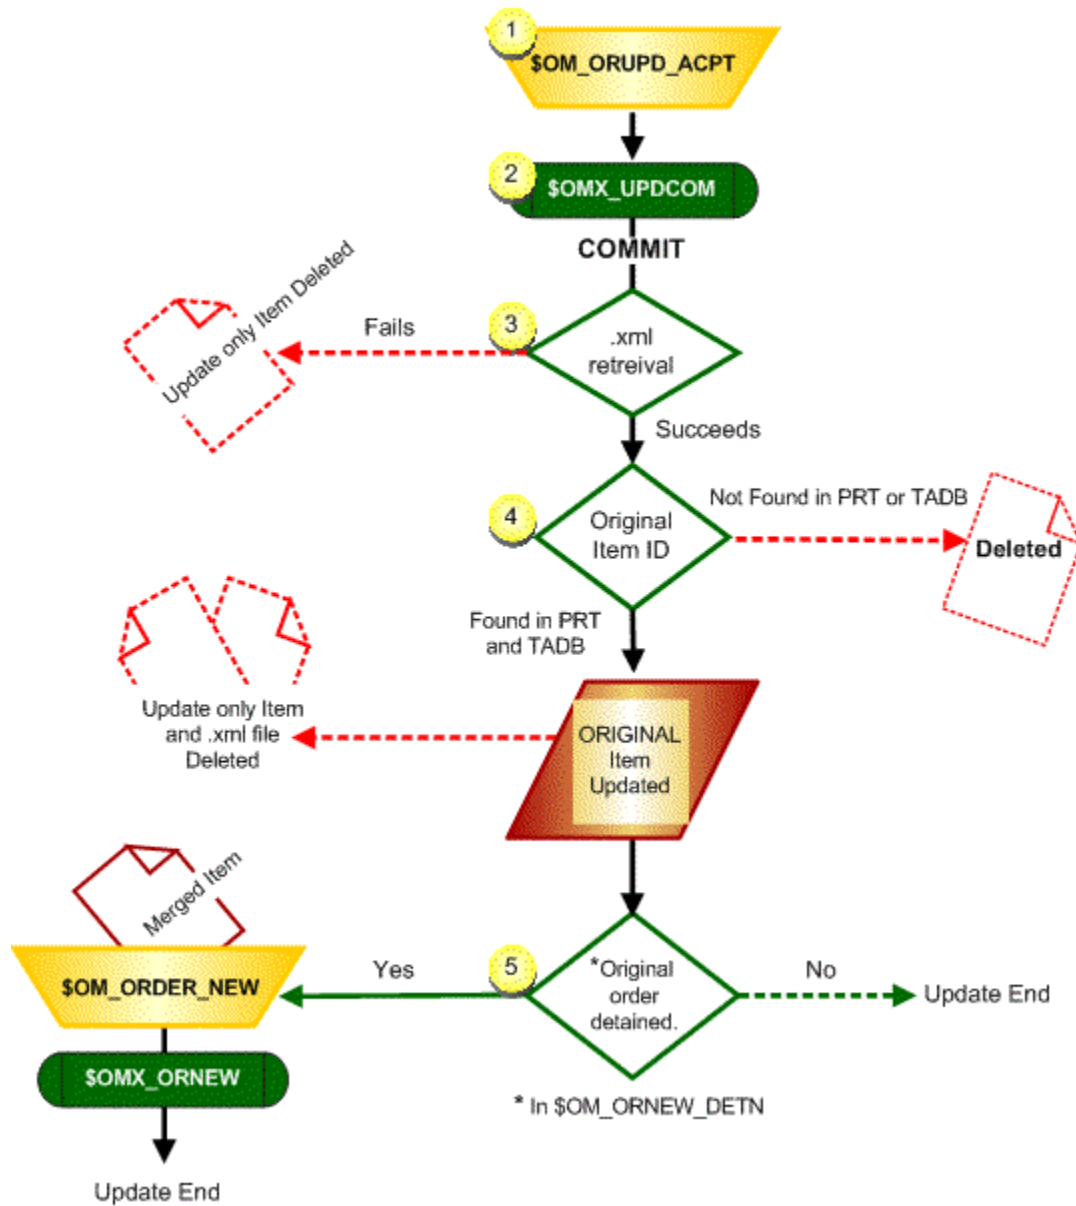 1
$OM_ORUPD_ACPT
2
$OMX_UPDCOM
COMMIT
Update only Item Deleted
Fails
3
.xml
retreival
Succeeds
4
Original
Item ID
Not Found in PRT or TADB
Deleted
Found in PRT
and TADB
Update only Item
and .xml file
Deleted
ORIGINAL
Item
Updated
Merged Item
$OM_ORDER_NEW
Yes
5
*Original
order
detained.
No
Update End
$OMX_ORNEW
* In $OM_ORNEW_DETN
Update End